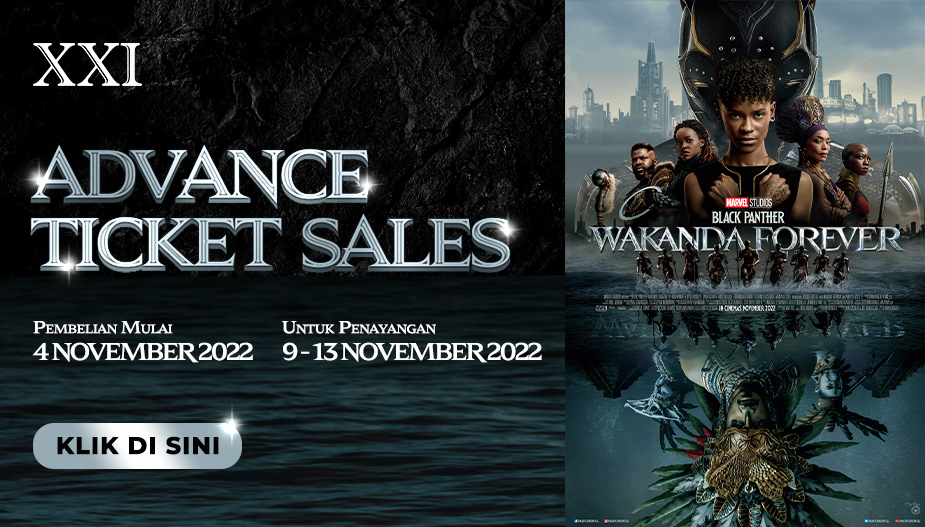 XXI
ADVANCE
TICKET SALES
PEMBELIAN MULAI
4 NOVEMBER 2022
UNTUK PENAYANGAN
9 - 13 NOVEMBER 2022
KLIK DI SINI
MARVEL STUDIOS
BLACK PANTHER
WAKANDA FOREVER
IN CINEMAS NOVEMBER 2022